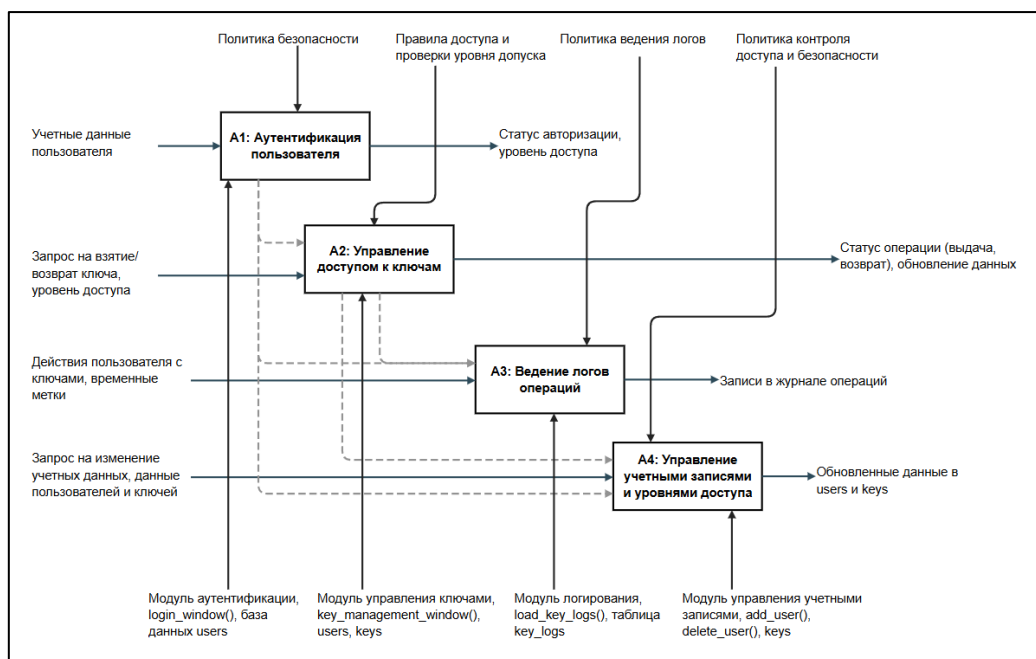 Политика безопасности
Правила доступа и
проверки уровня допуска
Политика ведения логов
Политика контроля
доступа и безопасности
Учетные данные
пользователя
А1: Аутентификация
пользователя
Статус авторизации,
уровень доступа
Запрос на взятие/
возврат ключа,
уровень доступа
А2: Управление
доступом к ключам
Статус операции (выдача,
возврат), обновление данных
Действия пользователя с
ключами, временные
метки
А3: Ведение логов
операций
Записи в журнале операций
Запрос на изменение
учетных данных, данные
пользователей и ключей
А4: Управление
учетными записями
и уровнями доступа
Обновленные данные в
users и keys
Модуль аутентификации,
login_window(), база
данных users
Модуль управления ключами,
key_management_window(),
users, keys
Модуль логирования,
load_key_logs(), таблица
key_logs
Модуль управления учетными
записями, add_user(),
delete_user(), keys